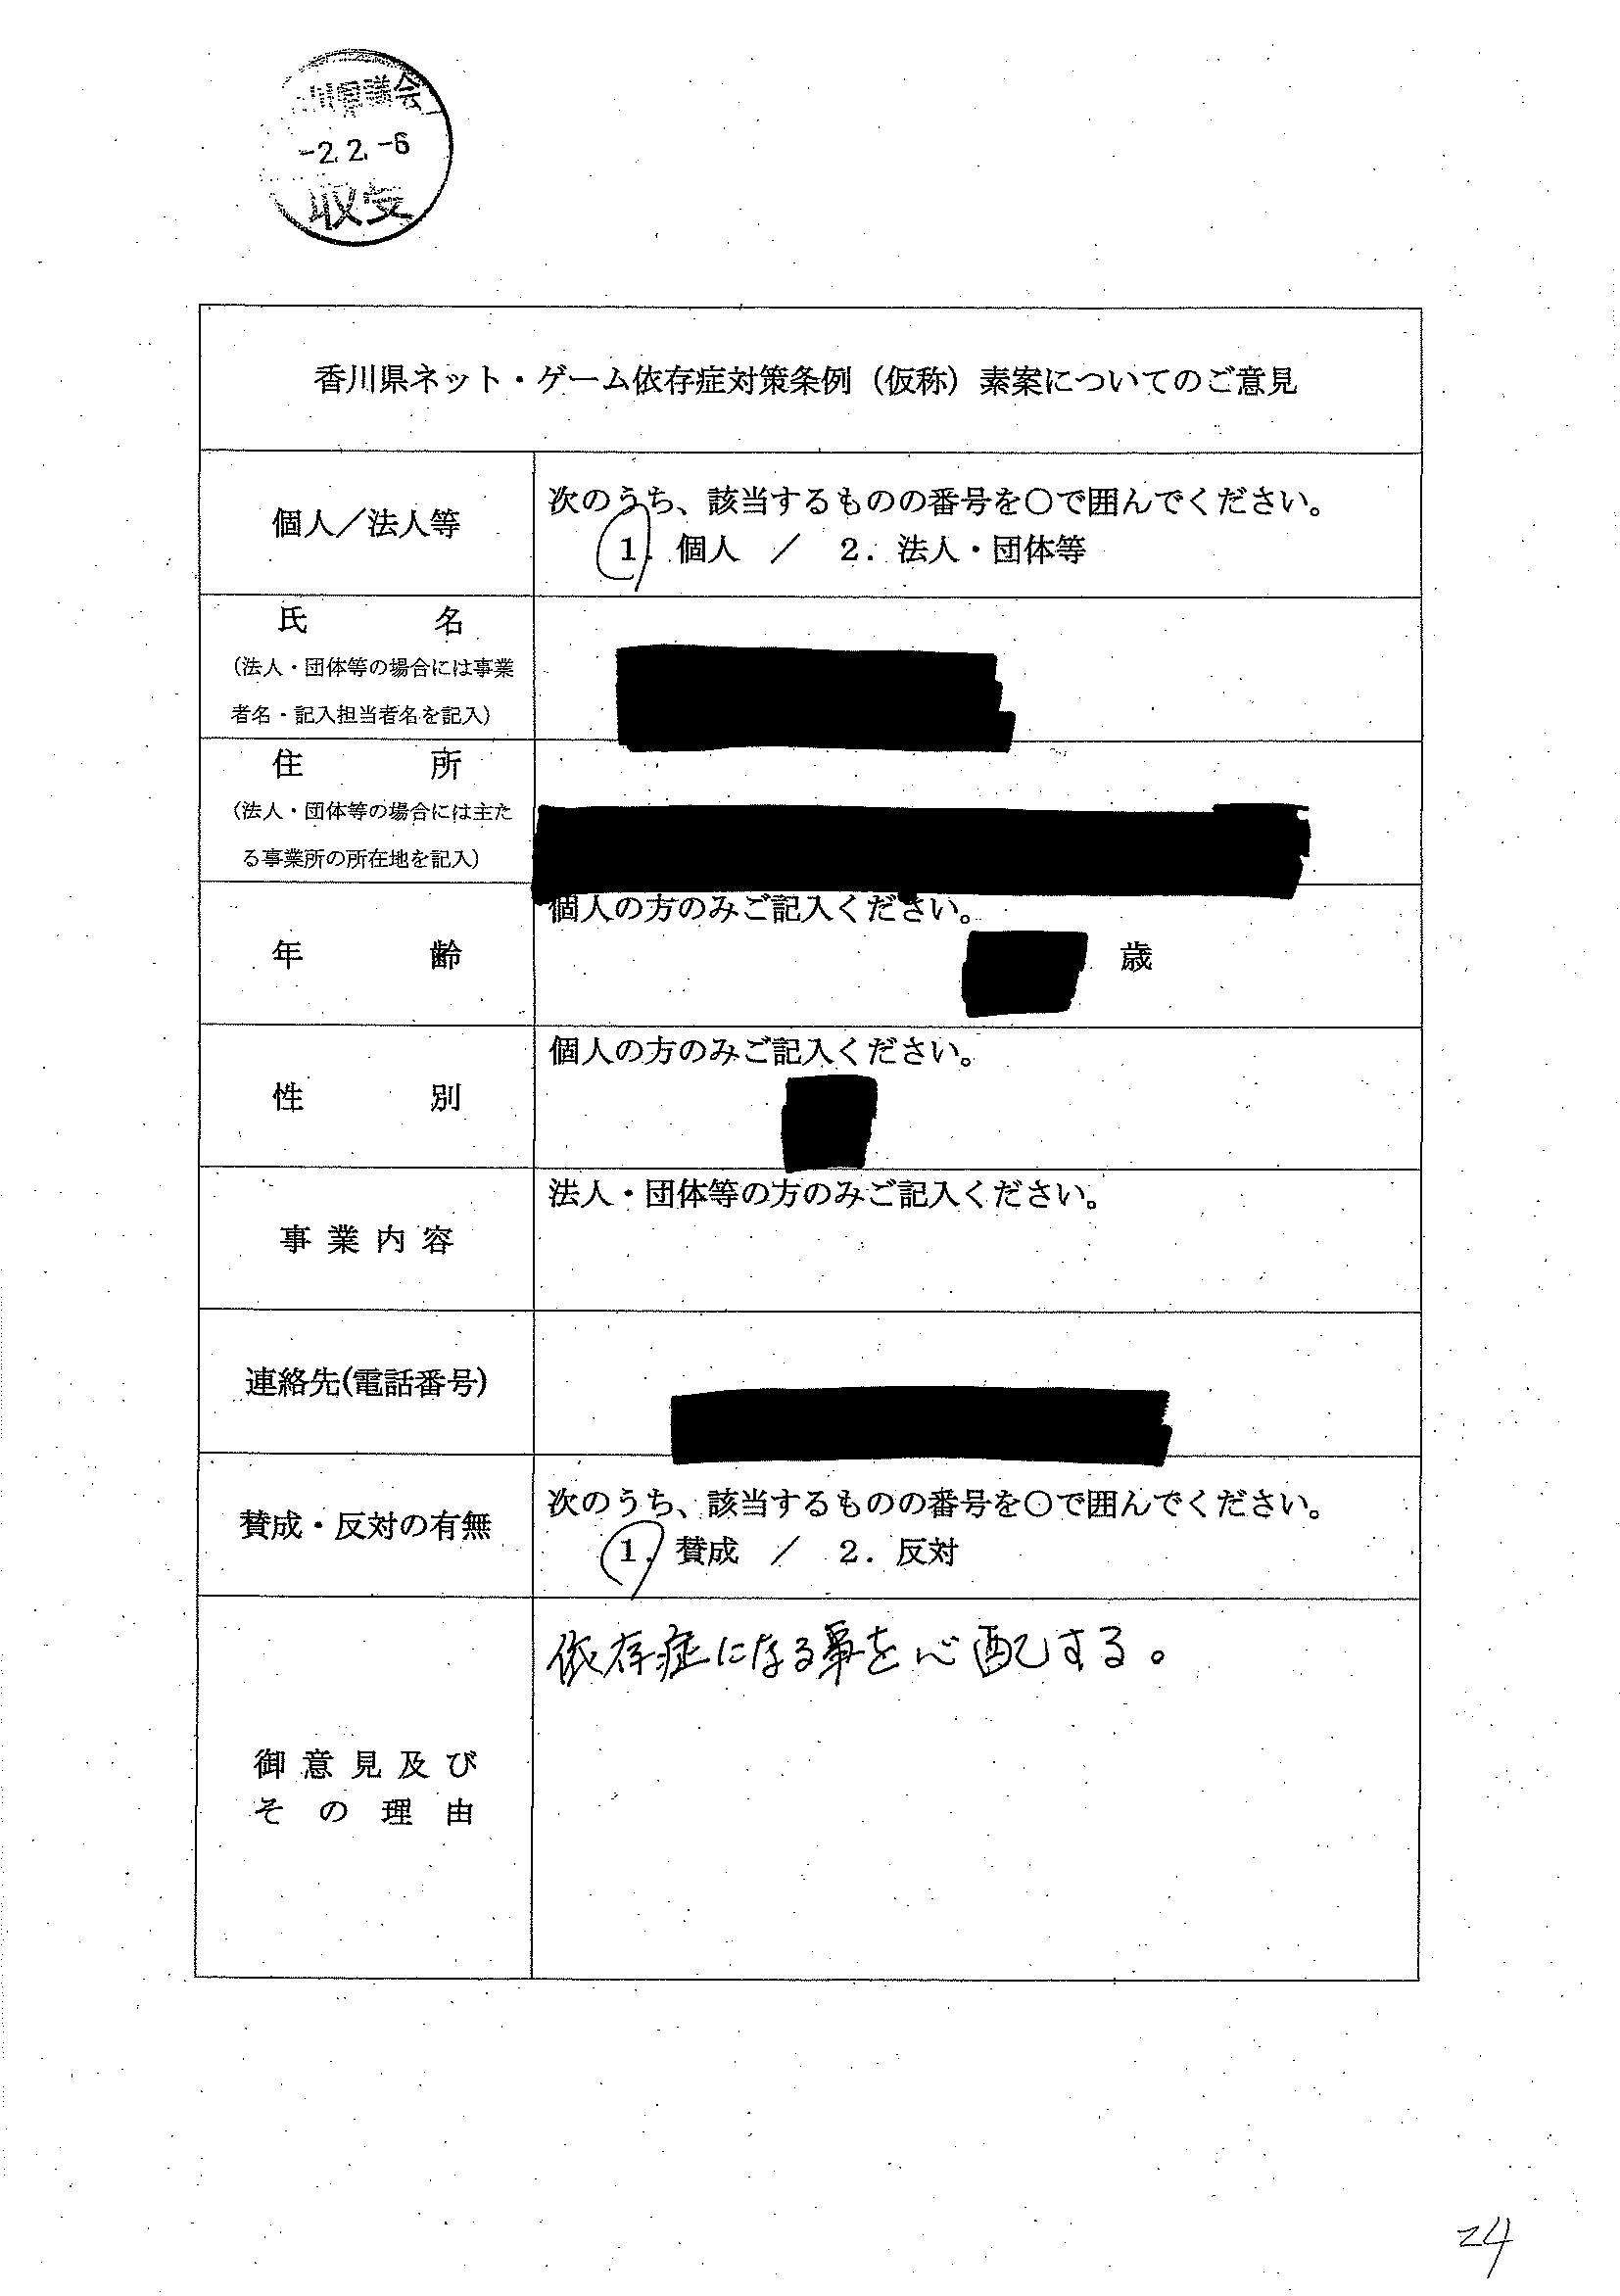 川県議会
-2.2.-6
収受
香川県ネット・ゲーム依存症対策条例（仮称）素案についてのご意見
個人／法人等
次のうち、該当するものの番号を○で囲んでください。
1．個人　／　2．法人・団体等
氏　名
（法人・団体等の場合には事業
者名・記入担当者名を記入）
住　所
（法人・団体等の場合には主た
る事業所の所在地を記入）
年　齢
個人の方のみご記入ください。
歳
性　別
個人の方のみご記入ください。
事業内容
法人・団体等の方のみご記入ください。
連絡先(電話番号)
賛成・反対の有無
次のうち、該当するものの番号を○で囲んでください。
1．賛成　／　2．反対
御意見及び
その理由
依存症になる事を心配する。
24